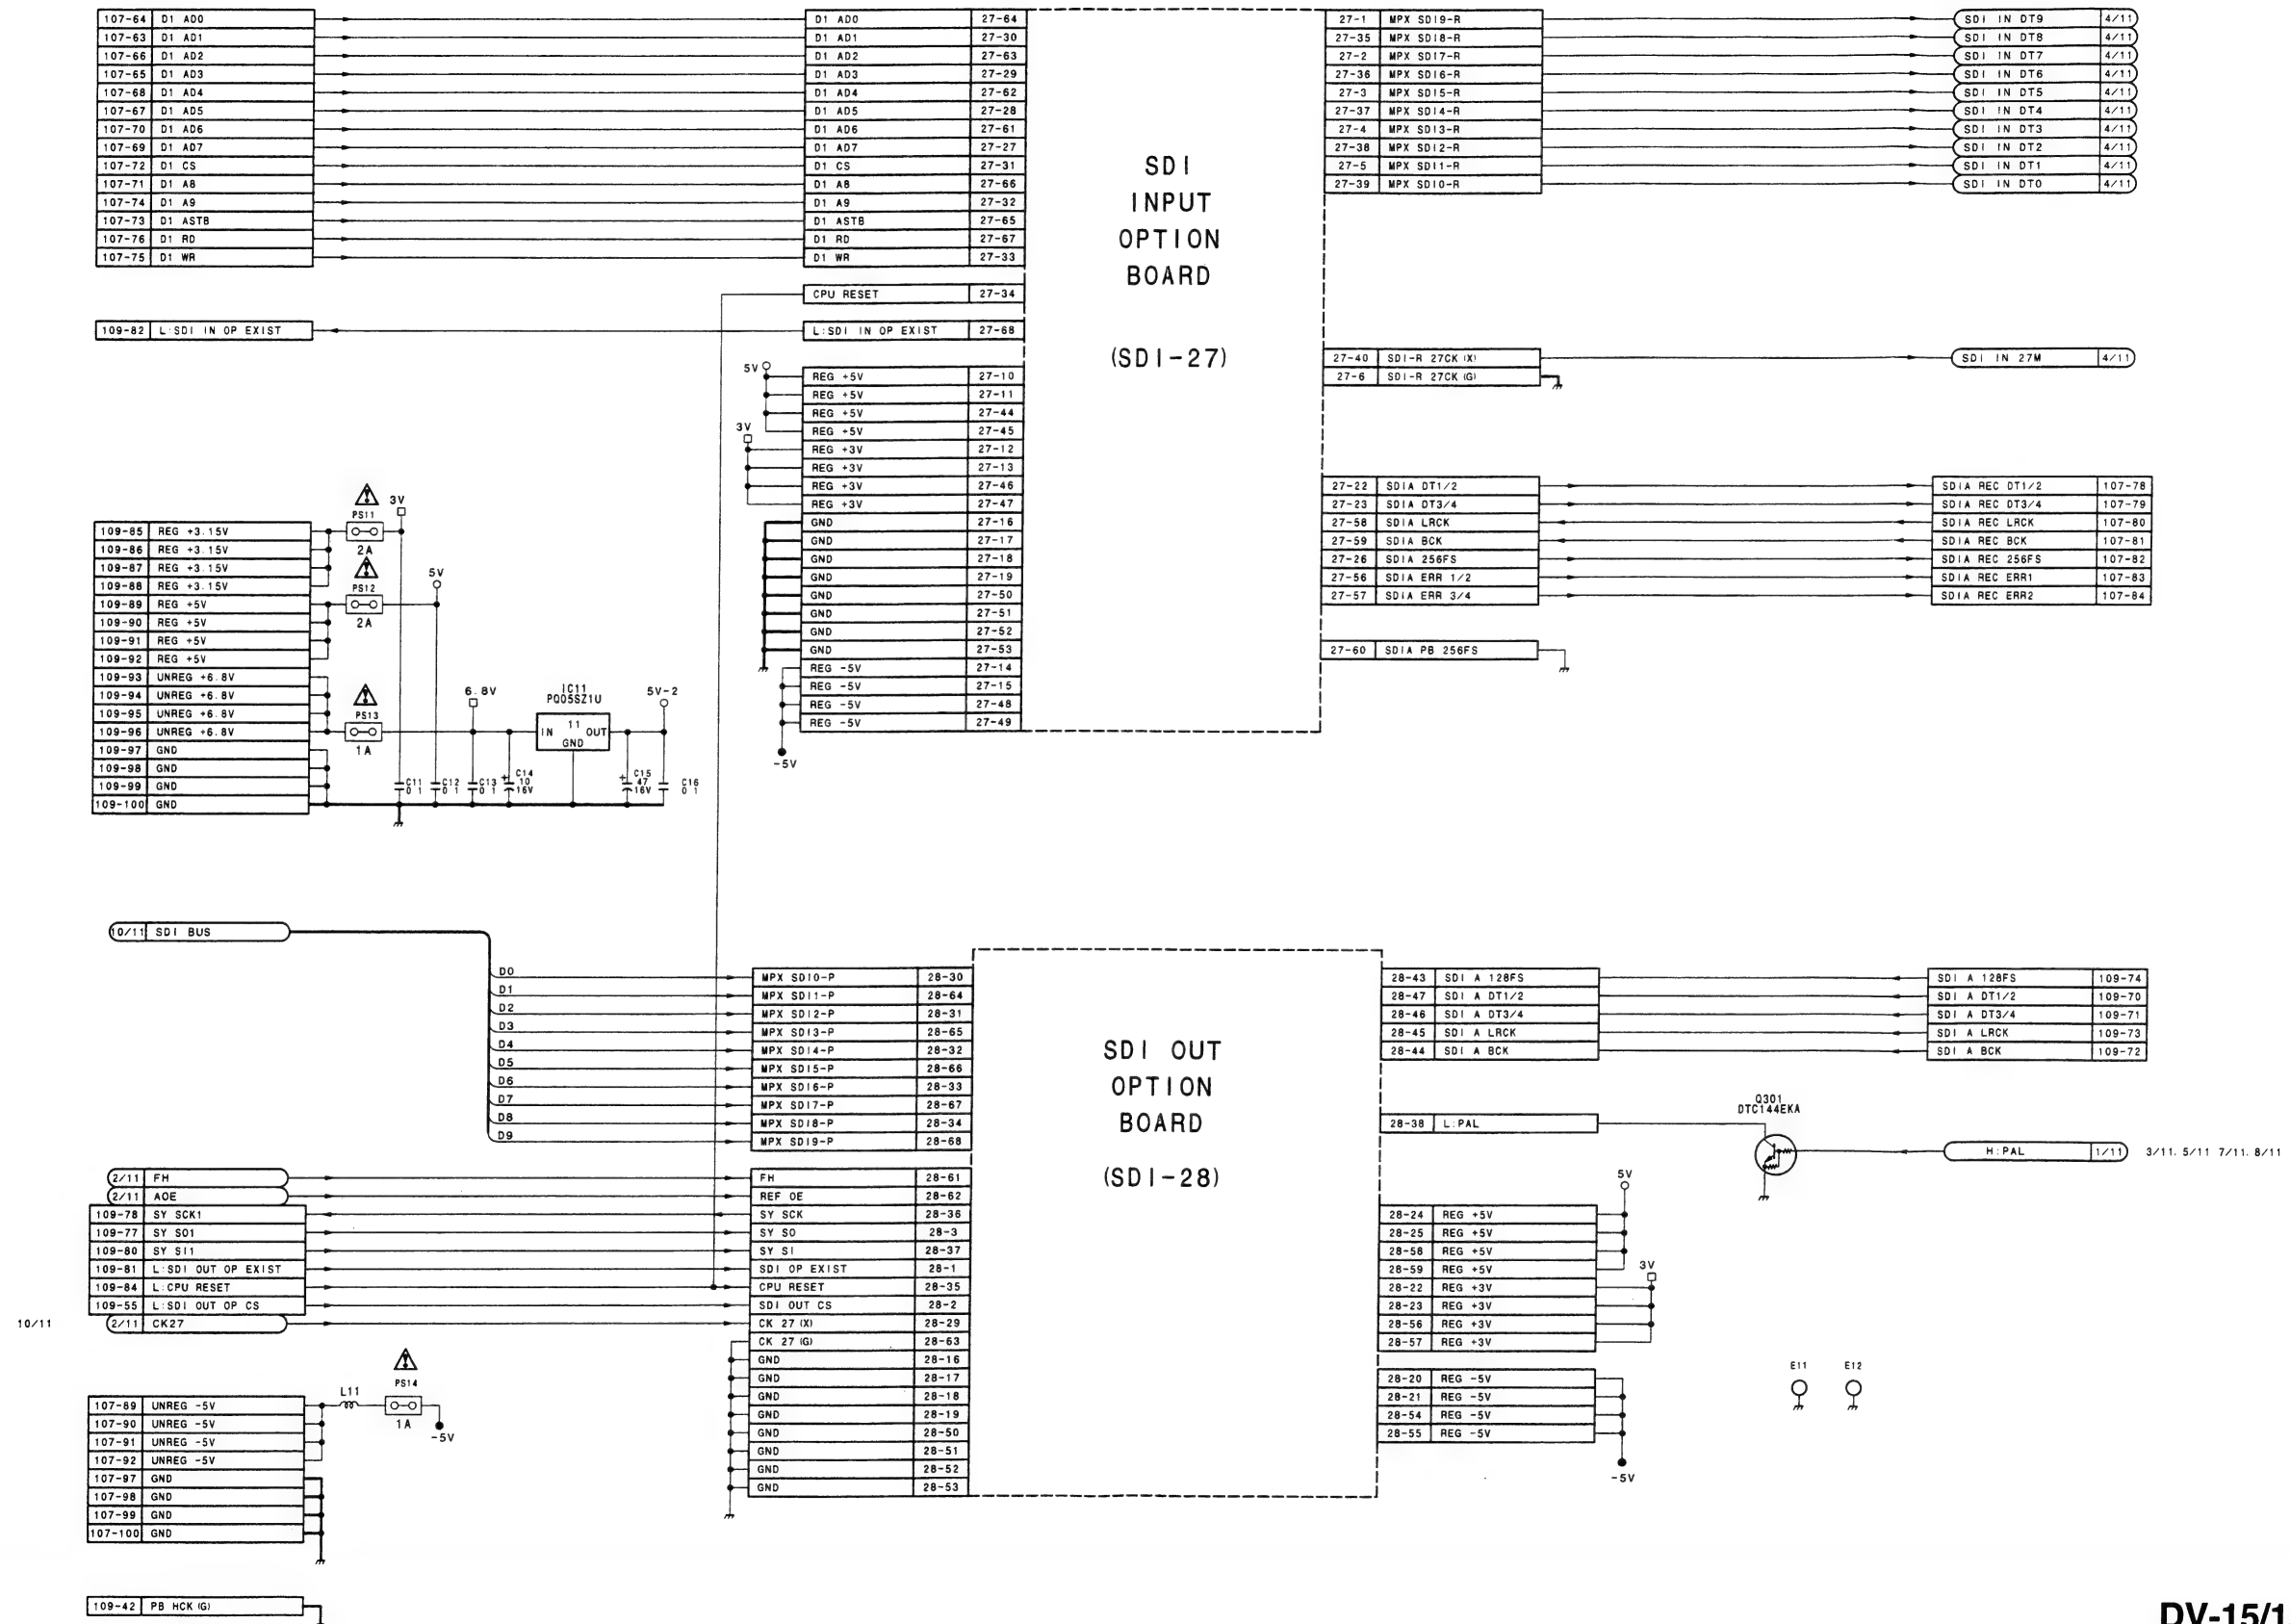 107-64 D1 AD0
107-63 D1 AD1
107-66 D1 AD2
107-65 D1 AD3
107-68 D1 AD4
107-67 D1 AD5
107-70 D1 AD6
107-69 D1 AD7
107-72 D1 CS
107-71 D1 A8
107-74 D1 A9
107-73 D1 ASTB
107-76 D1 RD
107-75 D1 WR
109-82 L:SDI IN OP EXIST
D1 AD0 27-64
D1 AD1 27-30
D1 AD2 27-63
D1 AD3 27-29
D1 AD4 27-62
D1 AD5 27-28
D1 AD6 27-61
D1 AD7 27-27
D1 CS 27-31
D1 A8 27-66
D1 A9 27-32
D1 ASTB 27-65
D1 RD 27-67
D1 WR 27-33
CPU RESET 27-34
L:SDI IN OP EXIST 27-68
5V
REG +5V 27-10
REG +5V 27-11
REG +5V 27-44
REG +5V 27-45
3V
REG +3V 27-12
REG +3V 27-13
REG +3V 27-46
REG +3V 27-47
GND 27-16
GND 27-17
GND 27-18
GND 27-19
GND 27-50
GND 27-51
GND 27-52
GND 27-53
REG -5V 27-14
REG -5V 27-15
REG -5V 27-48
REG -5V 27-49
-5V
SDI
INPUT
OPTION
BOARD
(SDI-27)
27-1 MPX SDI9-R
27-35 MPX SDI8-R
27-2 MPX SDI7-R
27-36 MPX SDI6-R
27-3 MPX SDI5-R
27-37 MPX SDI4-R
27-4 MPX SDI3-R
27-38 MPX SDI2-R
27-5 MPX SDI1-R
27-39 MPX SDI0-R
SDI IN DT9 4/11
SDI IN DT8 4/11
SDI IN DT7 4/11
SDI IN DT6 4/11
SDI IN DT5 4/11
SDI IN DT4 4/11
SDI IN DT3 4/11
SDI IN DT2 4/11
SDI IN DT1 4/11
SDI IN DT0 4/11
27-40 SDI-R 27CK (X)
27-6 SDI-R 27CK (G)
SDI IN 27M 4/11
27-22 SDIA DT1/2
27-23 SDIA DT3/4
27-58 SDIA LRCK
27-59 SDIA BCK
27-26 SDIA 256FS
27-56 SDIA ERR 1/2
27-57 SDIA ERR 3/4
SDIA REC DT1/2 107-78
SDIA REC DT3/4 107-79
SDIA REC LRCK 107-80
SDIA REC BCK 107-81
SDIA REC 256FS 107-82
SDIA REC ERR1 107-83
SDIA REC ERR2 107-84
27-60 SDIA PB 256FS
109-85 REG +3.15V
109-86 REG +3.15V
109-87 REG +3.15V
109-88 REG +3.15V
109-89 REG +5V
109-90 REG +5V
109-91 REG +5V
109-92 REG +5V
109-93 UNREG +6.8V
109-94 UNREG +6.8V
109-95 UNREG +6.8V
109-96 UNREG +6.8V
109-97 GND
109-98 GND
109-99 GND
109-100 GND
PS11
2A
3V
PS12
2A
5V
PS13
1A
6.8V
IC11
PQ05SZ1U
11
IN OUT
GND
5V-2
C11
0.1
C12
0.1
C13
0.1
C14
10
16V
C15
47
16V
C16
0.1
10/11 SDI BUS
D0
D1
D2
D3
D4
D5
D6
D7
D8
D9
MPX SDI0-P 28-30
MPX SDI1-P 28-64
MPX SDI2-P 28-31
MPX SDI3-P 28-65
MPX SDI4-P 28-32
MPX SDI5-P 28-66
MPX SDI6-P 28-33
MPX SDI7-P 28-67
MPX SDI8-P 28-34
MPX SDI9-P 28-68
2/11 FH
2/11 AOE
109-78 SY SCK1
109-77 SY SO1
109-80 SY SI1
109-81 L:SDI OUT OP EXIST
109-84 L:CPU RESET
109-55 L:SDI OUT OP CS
10/11
2/11 CK27
FH 28-61
REF OE 28-62
SY SCK 28-36
SY SO 28-3
SY SI 28-37
SDI OP EXIST 28-1
CPU RESET 28-35
SDI OUT CS 28-2
CK 27 (X) 28-29
CK 27 (G) 28-63
GND 28-16
GND 28-17
GND 28-18
GND 28-19
GND 28-50
GND 28-51
GND 28-52
GND 28-53
SDI OUT
OPTION
BOARD
(SDI-28)
28-43 SDI A 128FS
28-47 SDI A DT1/2
28-46 SDI A DT3/4
28-45 SDI A LRCK
28-44 SDI A BCK
SDI A 128FS 109-74
SDI A DT1/2 109-70
SDI A DT3/4 109-71
SDI A LRCK 109-73
SDI A BCK 109-72
28-38 L:PAL
Q301
DTC144EKA
H:PAL 1/11
3/11. 5/11 7/11. 8/11
5V
28-24 REG +5V
28-25 REG +5V
28-58 REG +5V
28-59 REG +5V
3V
28-22 REG +3V
28-23 REG +3V
28-56 REG +3V
28-57 REG +3V
28-20 REG -5V
28-21 REG -5V
28-54 REG -5V
28-55 REG -5V
-5V
E11 E12
107-89 UNREG -5V
107-90 UNREG -5V
107-91 UNREG -5V
107-92 UNREG -5V
107-97 GND
107-98 GND
107-99 GND
107-100 GND
L11
PS14
1A
-5V
109-42 PB HCK (G)
DV-15/1